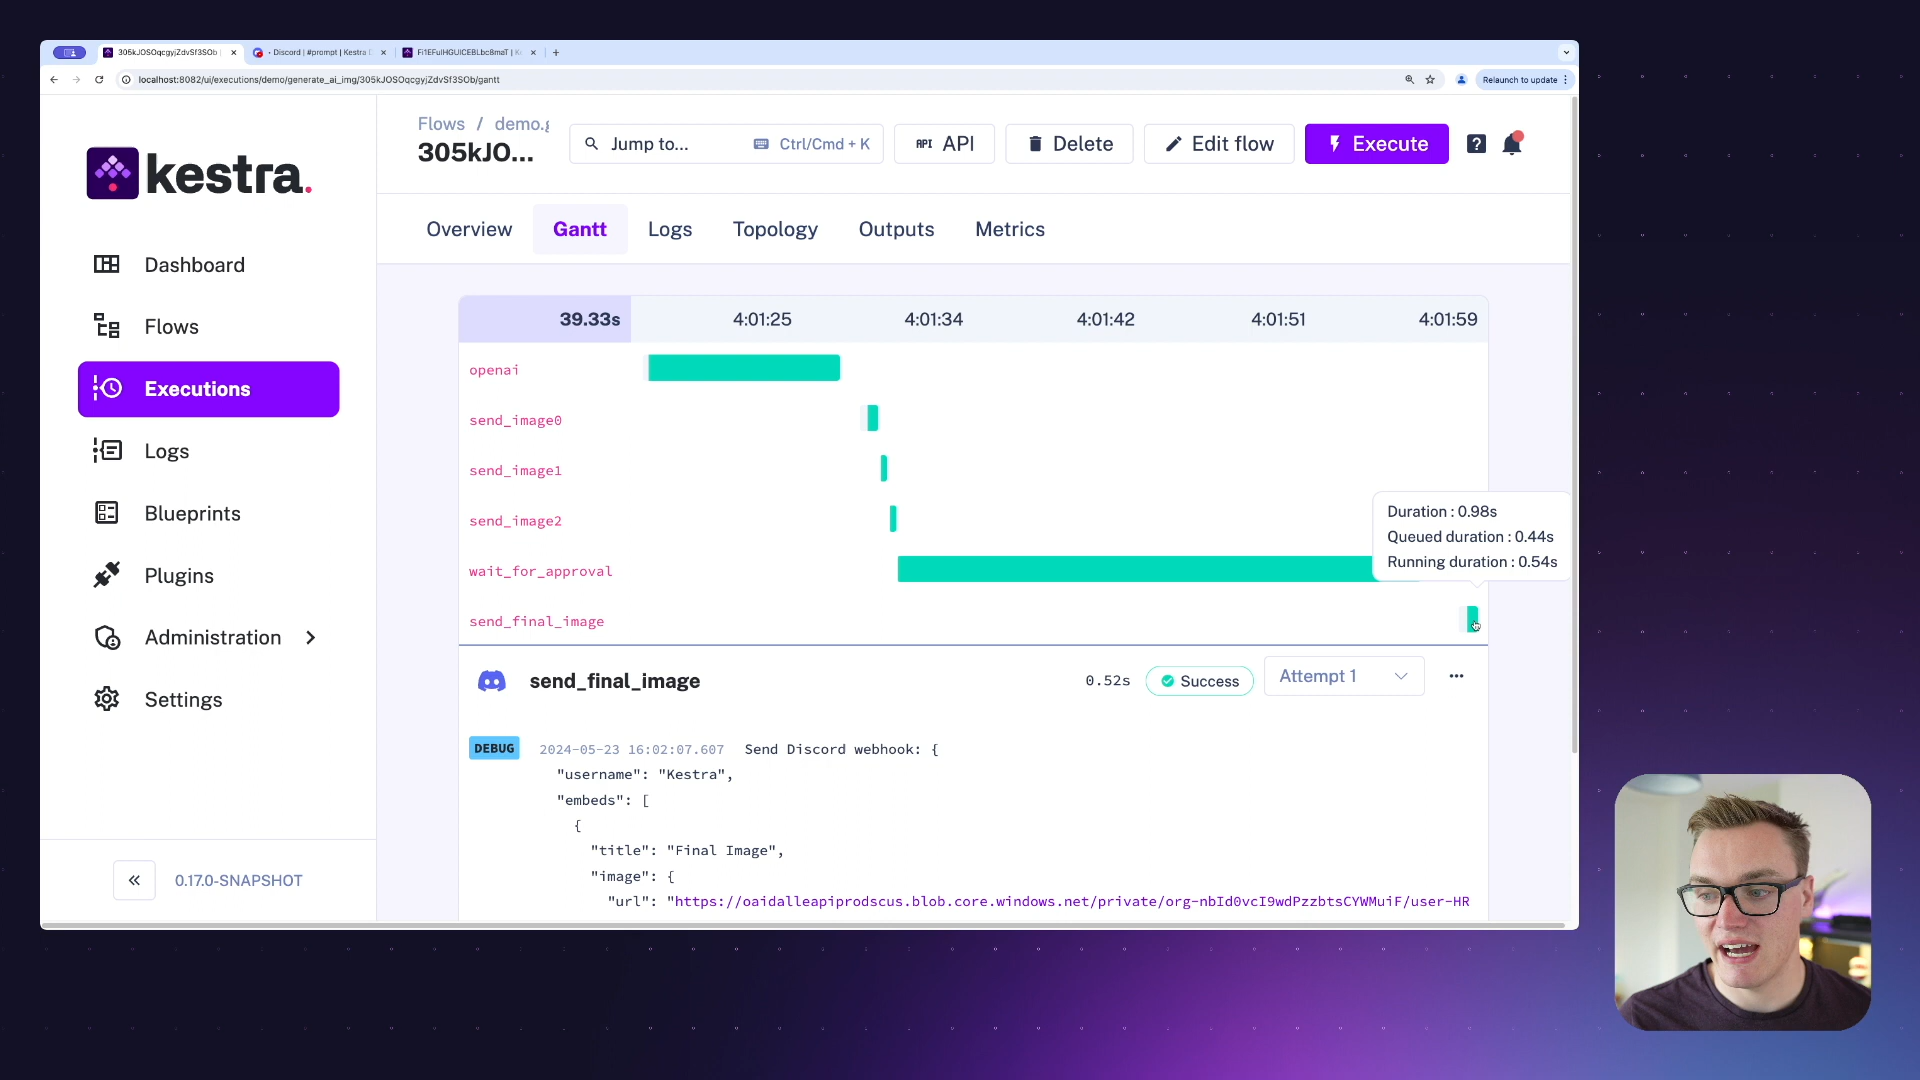 305kJOSOqcgyjZdvSf3SOb
Discord | #prompt | Kestra
localhost:8082/ui/executions/demo/generate_ai_img/305kJOSOqcgyjZdvSf3SOb/gantt
Relaunch to update
kestra.
Flows / demo.g
305kJO...
Jump to... Ctrl/Cmd + K
API API
Delete
Edit flow
Execute
?
Overview Gantt Logs Topology Outputs Metrics
Dashboard
Flows
Executions
Logs
Blueprints
Plugins
Administration
Settings
0.17.0-SNAPSHOT
39.33s 4:01:25 4:01:34 4:01:42 4:01:51 4:01:59
openai
send_image0
send_image1
send_image2
wait_for_approval
send_final_image
Duration : 0.98s
Queued duration : 0.44s
Running duration : 0.54s
send_final_image 0.52s Success Attempt 1
DEBUG 2024-05-23 16:02:07.607 Send Discord webhook: {
"username": "Kestra",
"embeds": [
{
"title": "Final Image",
"image": {
"url": "https://oaidalleapiprodscus.blob.core.windows.net/private/org-nbId0vcI9wdPzzbtsCYWMuiF/user-HR